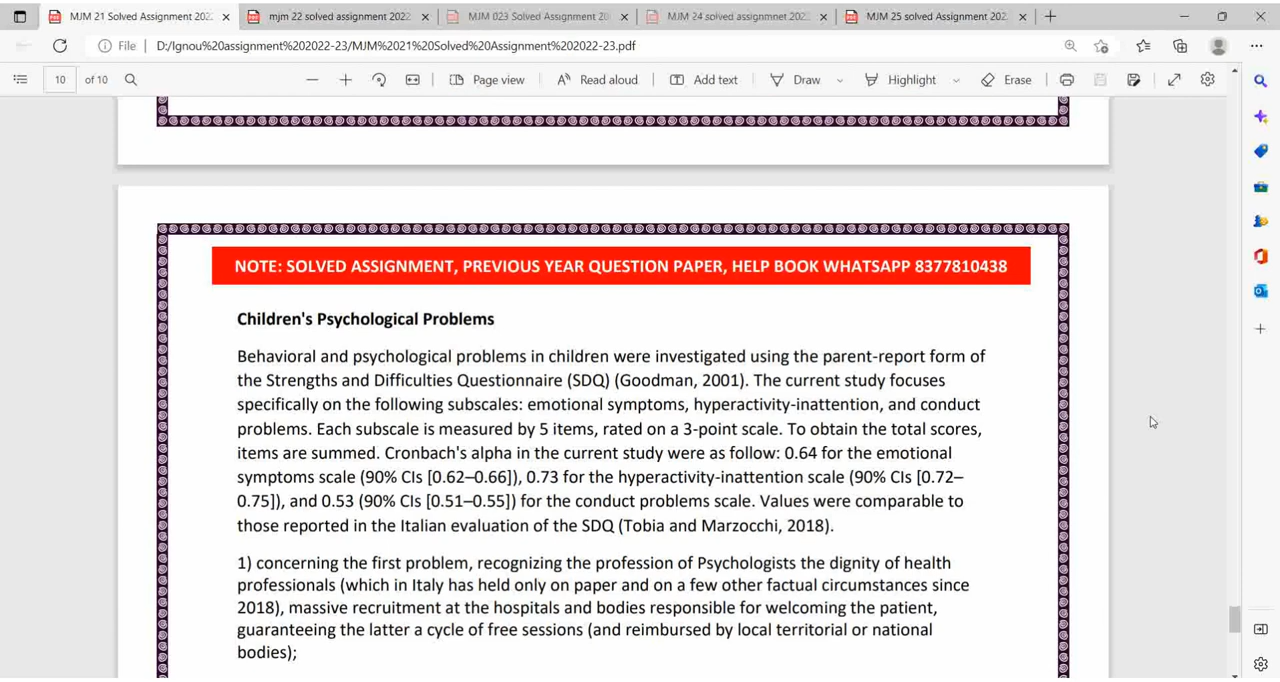 MJM 21 Solved Assignment 202
mjm 22 solved assignment 2022
MJM 023 Solved Assignment 20
MJM 24 solved assignmnet 202
MJM 25 solved Assignment 202
File
D:/Ignou%20assignment%202022-23/MJM%2021%20Solved%20Assignment%202022-23.pdf
10 of 10
Page view
Read aloud
Add text
Draw
Highlight
Erase
NOTE: SOLVED ASSIGNMENT, PREVIOUS YEAR QUESTION PAPER, HELP BOOK WHATSAPP 8377810438
Children's Psychological Problems
Behavioral and psychological problems in children were investigated using the parent-report form of
the Strengths and Difficulties Questionnaire (SDQ) (Goodman, 2001). The current study focuses
specifically on the following subscales: emotional symptoms, hyperactivity-inattention, and conduct
problems. Each subscale is measured by 5 items, rated on a 3-point scale. To obtain the total scores,
items are summed. Cronbach's alpha in the current study were as follow: 0.64 for the emotional
symptoms scale (90% CIs [0.62–0.66]), 0.73 for the hyperactivity-inattention scale (90% CIs [0.72–
0.75]), and 0.53 (90% CIs [0.51–0.55]) for the conduct problems scale. Values were comparable to
those reported in the Italian evaluation of the SDQ (Tobia and Marzocchi, 2018).
1) concerning the first problem, recognizing the profession of Psychologists the dignity of health
professionals (which in Italy has held only on paper and on a few other factual circumstances since
2018), massive recruitment at the hospitals and bodies responsible for welcoming the patient,
guaranteeing the latter a cycle of free sessions (and reimbursed by local territorial or national
bodies);